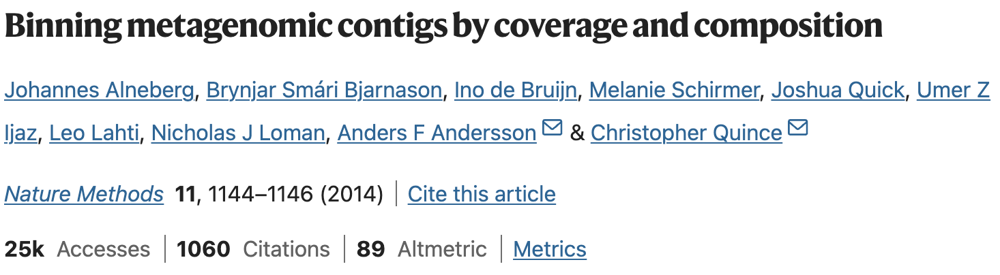 Binning metagenomic contigs by coverage and composition
Johannes Alneberg, Brynjar Smári Bjarnason, Ino de Bruijn, Melanie Schirmer, Joshua Quick, Umer Z
Ijaz, Leo Lahti, Nicholas J Loman, Anders F Andersson & Christopher Quince
Nature Methods 11, 1144–1146 (2014) | Cite this article
25k Accesses | 1060 Citations | 89 Altmetric | Metrics